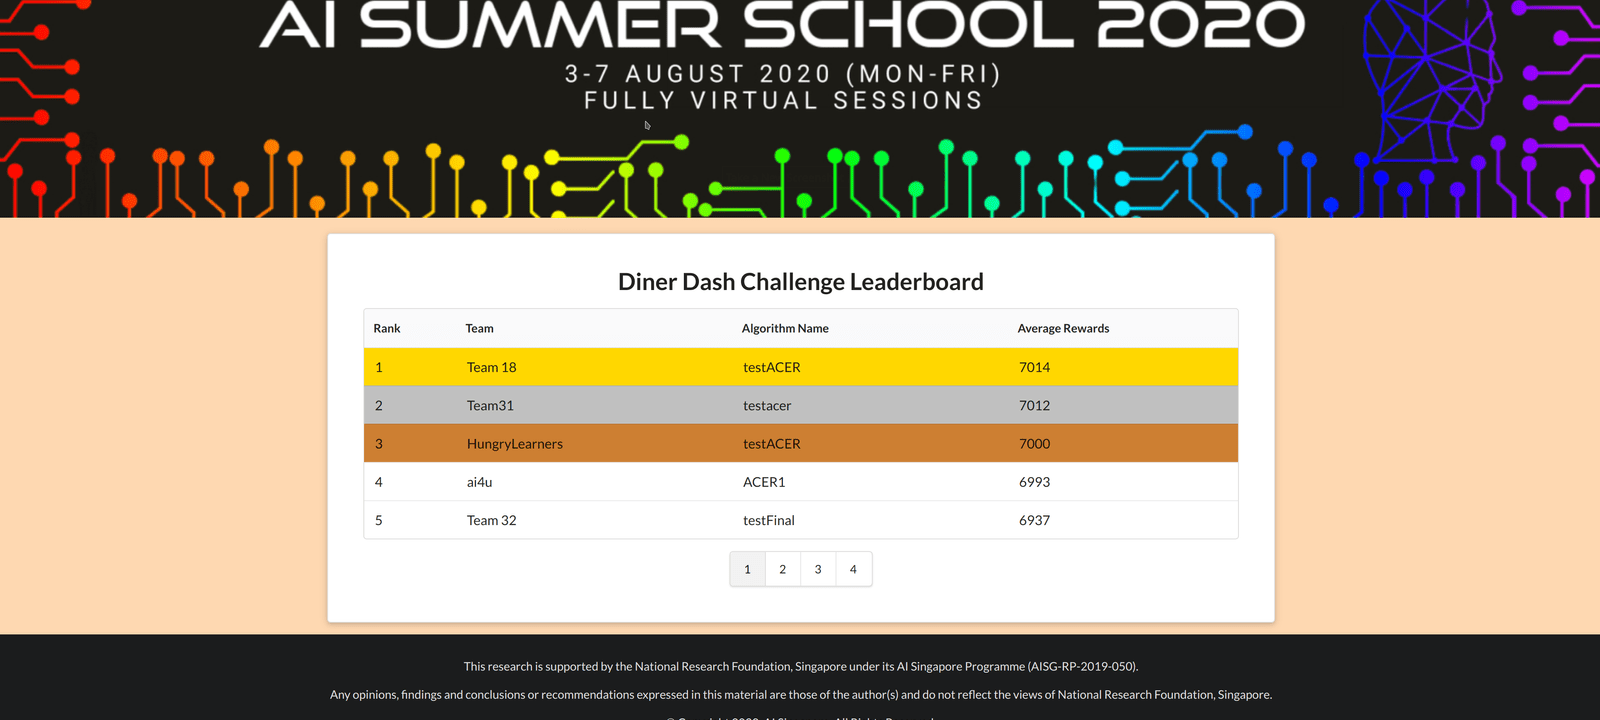 AI SUMMER SCHOOL 2020
3-7 AUGUST 2020 (MON-FRI)
FULLY VIRTUAL SESSIONS
Diner Dash Challenge Leaderboard
Rank Team Algorithm Name Average Rewards
1 Team 18 testACER 7014
2 Team31 testacer 7012
3 HungryLearners testACER 7000
4 ai4u ACER1 6993
5 Team 32 testFinal 6937
1 2 3 4
This research is supported by the National Research Foundation, Singapore under its AI Singapore Programme (AISG-RP-2019-050).
Any opinions, findings and conclusions or recommendations expressed in this material are those of the author(s) and do not reflect the views of National Research Foundation, Singapore.